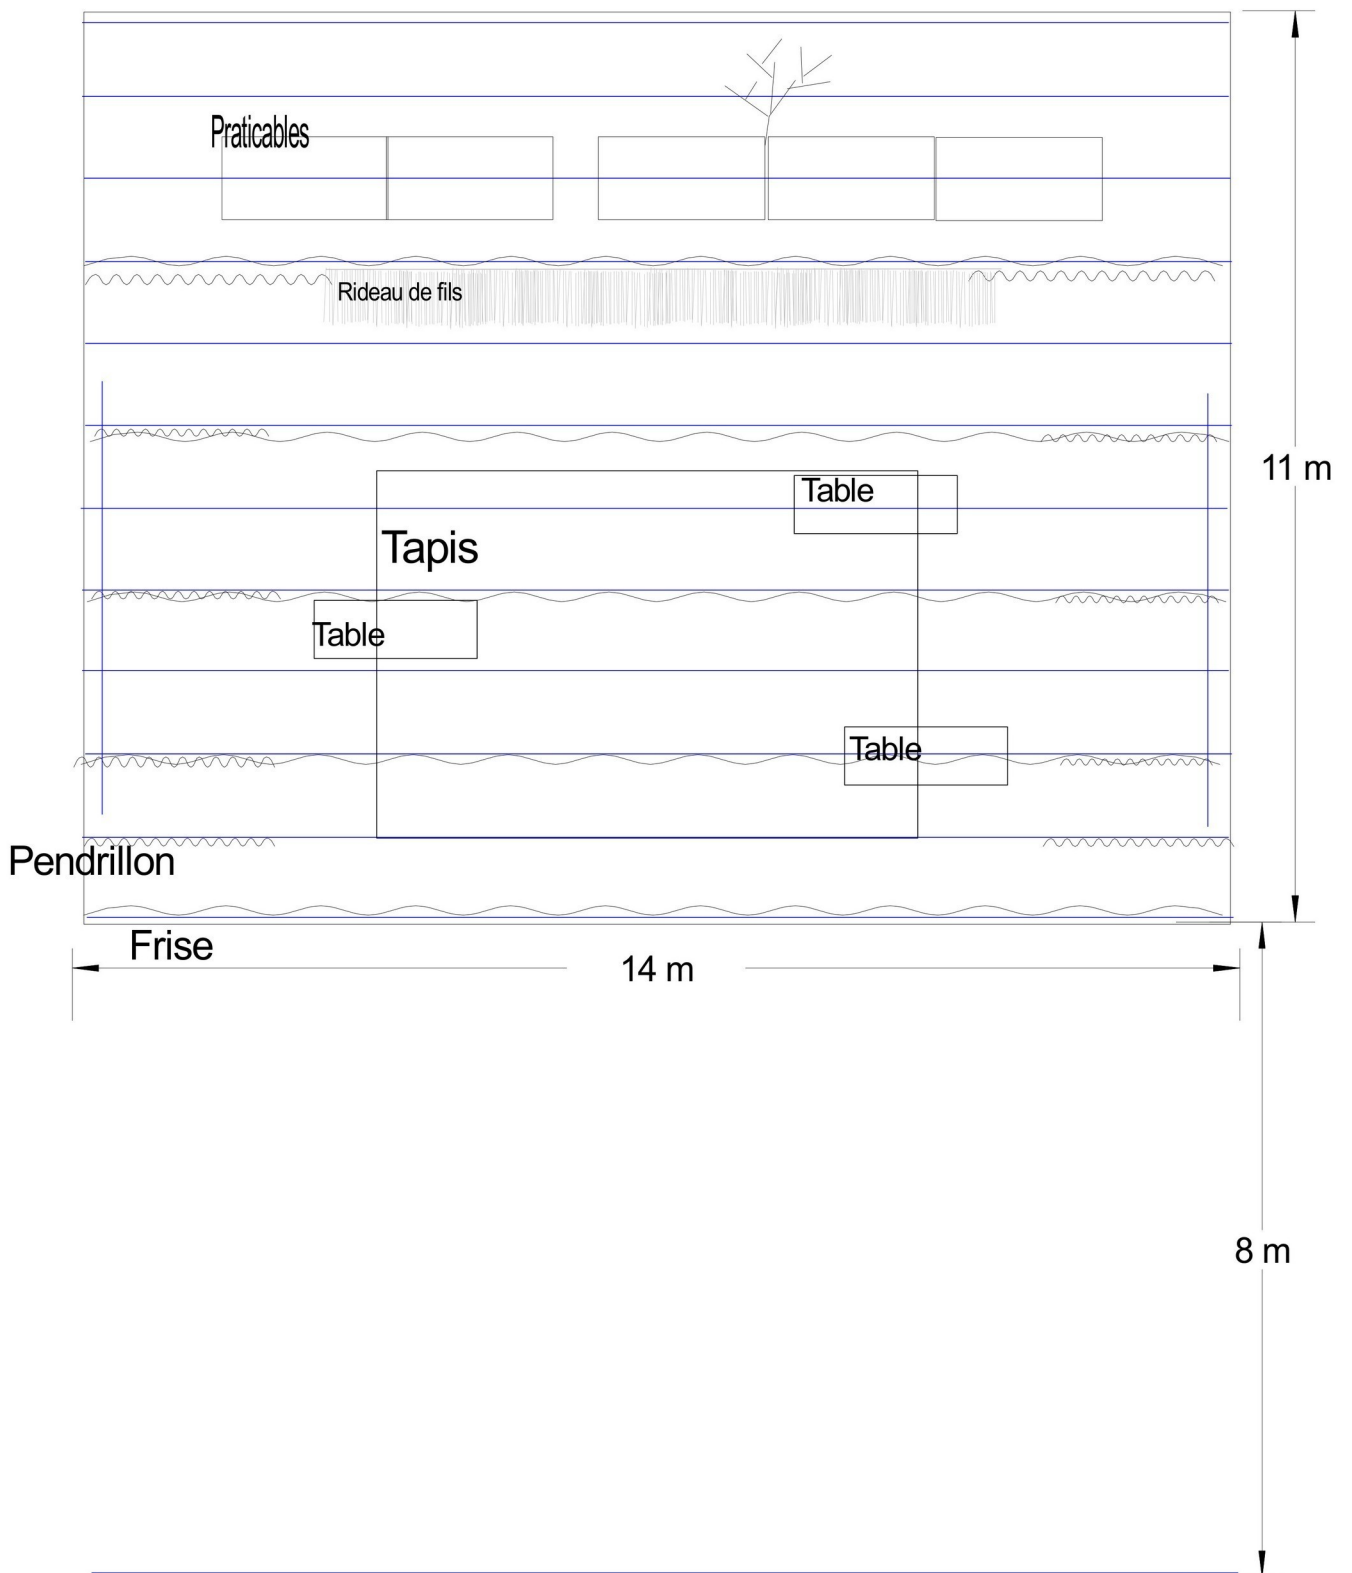 Praticables
Rideau de fils
11 m
Table
Tapis
Table
Table
Pendrillon
Frise
14 m
8 m